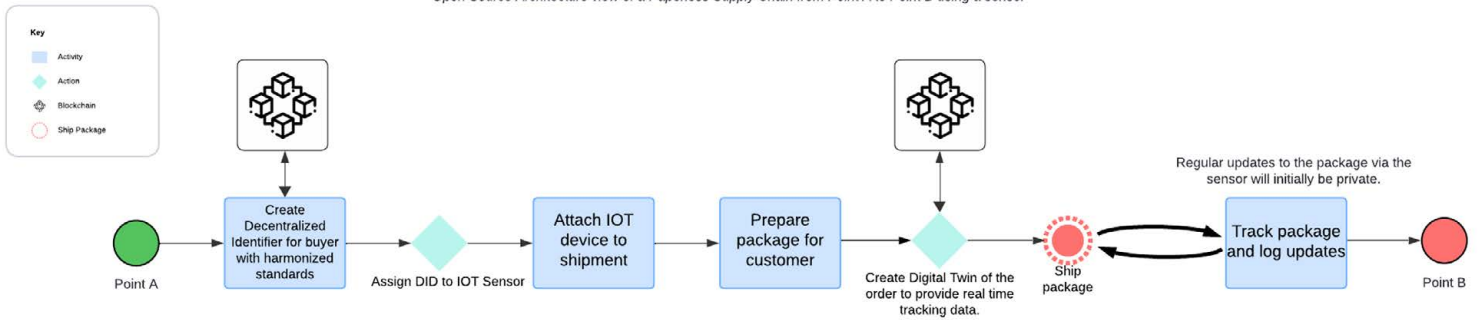 Key
Activity
Action
Blockchain
Ship Package
Point A
Create
Decentralized
Identifier for buyer
with harmonized
standards
Assign DID to IOT Sensor
Attach IOT
device to
shipment
Prepare
package for
customer
Create Digital Twin of the
order to provide real time
tracking data.
Ship
package
Regular updates to the package via the
sensor will initially be private.
Track package
and log updates
Point B